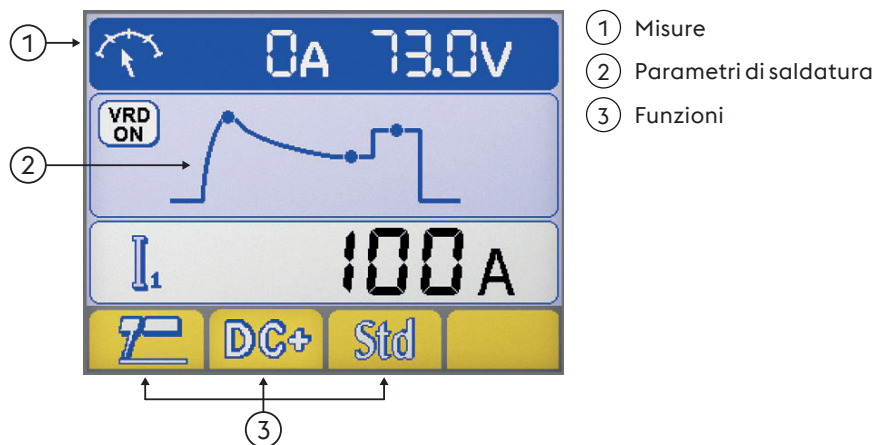 1
0A 73.0V
VRD
ON
2
I1
100A
DC+ Std
3
1 Misure
2 Parametri di saldatura
3 Funzioni